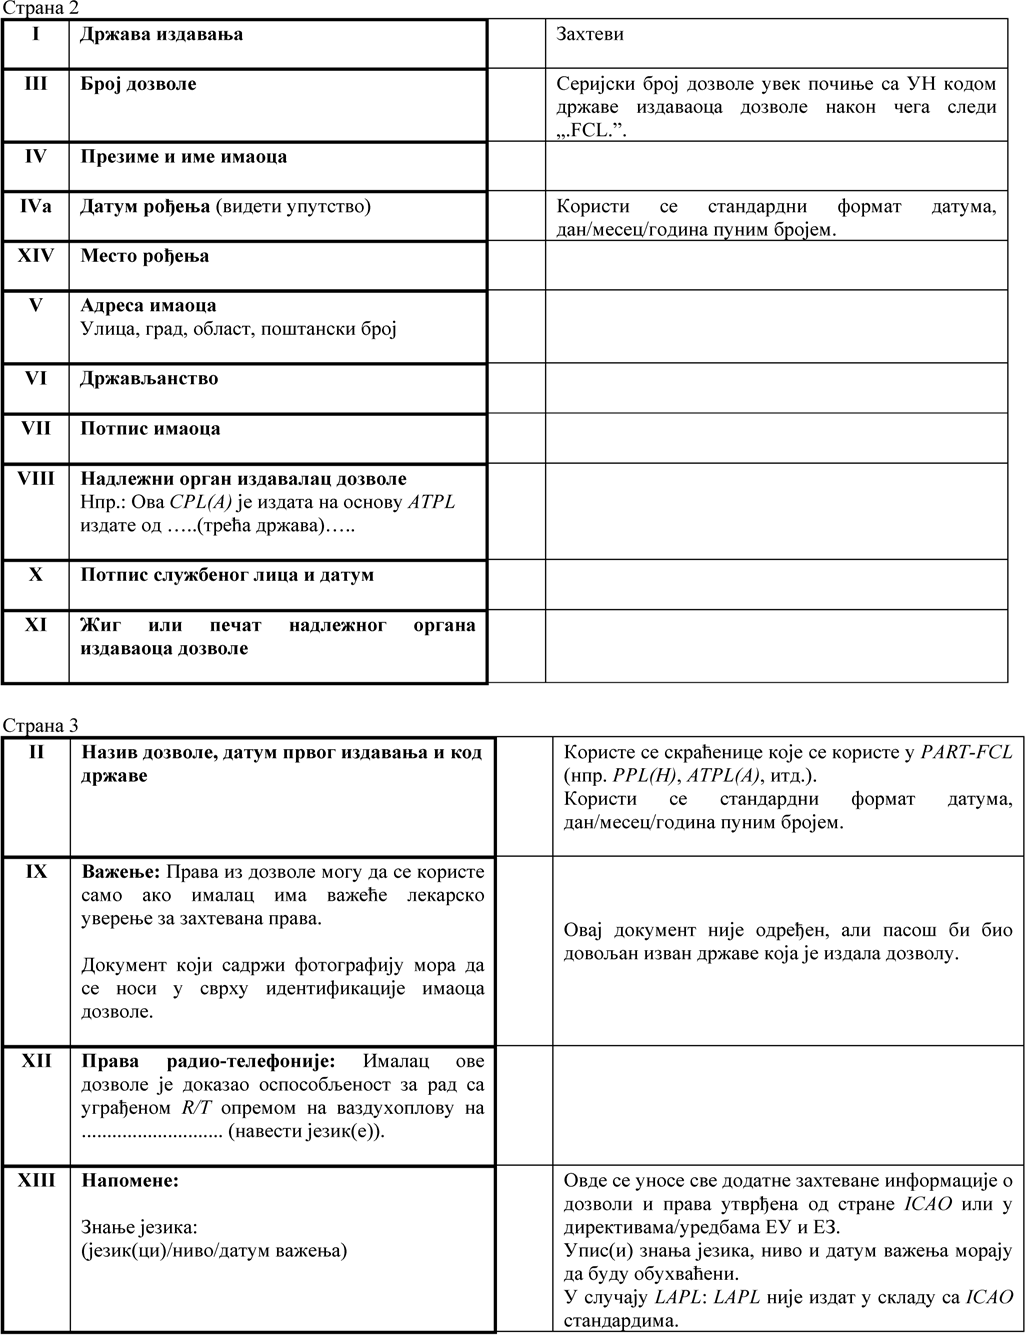 Страна 2
I Држава издавања Захтеви
III Број дозволе Серијски број дозволе увек почиње са УН кодом
државе издаваоца дозволе након чега следи
„.FCL.”.
IV Презиме и име имаоца
IVa Датум рођења (видети упутство) Користи се стандардни формат датума,
дан/месец/година пуним бројем.
XIV Место рођења
V Адреса имаоца
Улица, град, област, поштански број
VI Држављанство
VII Потпис имаоца
VIII Надлежни орган издавалац дозволе
Нпр.: Ова CPL(A) је издата на основу ATPL
издате од …..(трећа држава)…..
X Потпис службеног лица и датум
XI Жиг или печат надлежног органа
издаваоца дозволе
Страна 3
II Назив дозволе, датум првог издавања и код
државе
Користе се скраћенице које се користе у PART-FCL
(нпр. PPL(H), ATPL(A), итд.).
Користи се стандардни формат датума,
дан/месец/година пуним бројем.
IX Важење: Права из дозволе могу да се користе
само ако ималац има важеће лекарско
уверење за захтевана права.
Документ који садржи фотографију мора да
се носи у сврху идентификације имаоца
дозволе.
Овај документ није одређен, али пасош би био
довољан изван државе која је издала дозволу.
XII Права радио-телефоније: Ималац ове
дозволе је доказао оспособљеност за рад са
уграђеном R/T опремом на ваздухоплову на
............................ (навести језик(е)).
XIII Напомене:
Знање језика:
(језик(ци)/ниво/датум важења)
Овде се уносе све додатне захтеване информације о
дозволи и права утврђена од стране ICAO или у
директивама/уредбама ЕУ и ЕЗ.
Упис(и) знања језика, ниво и датум важења морају
да буду обухваћени.
У случају LAPL: LAPL није издат у складу са ICAO
стандардима.